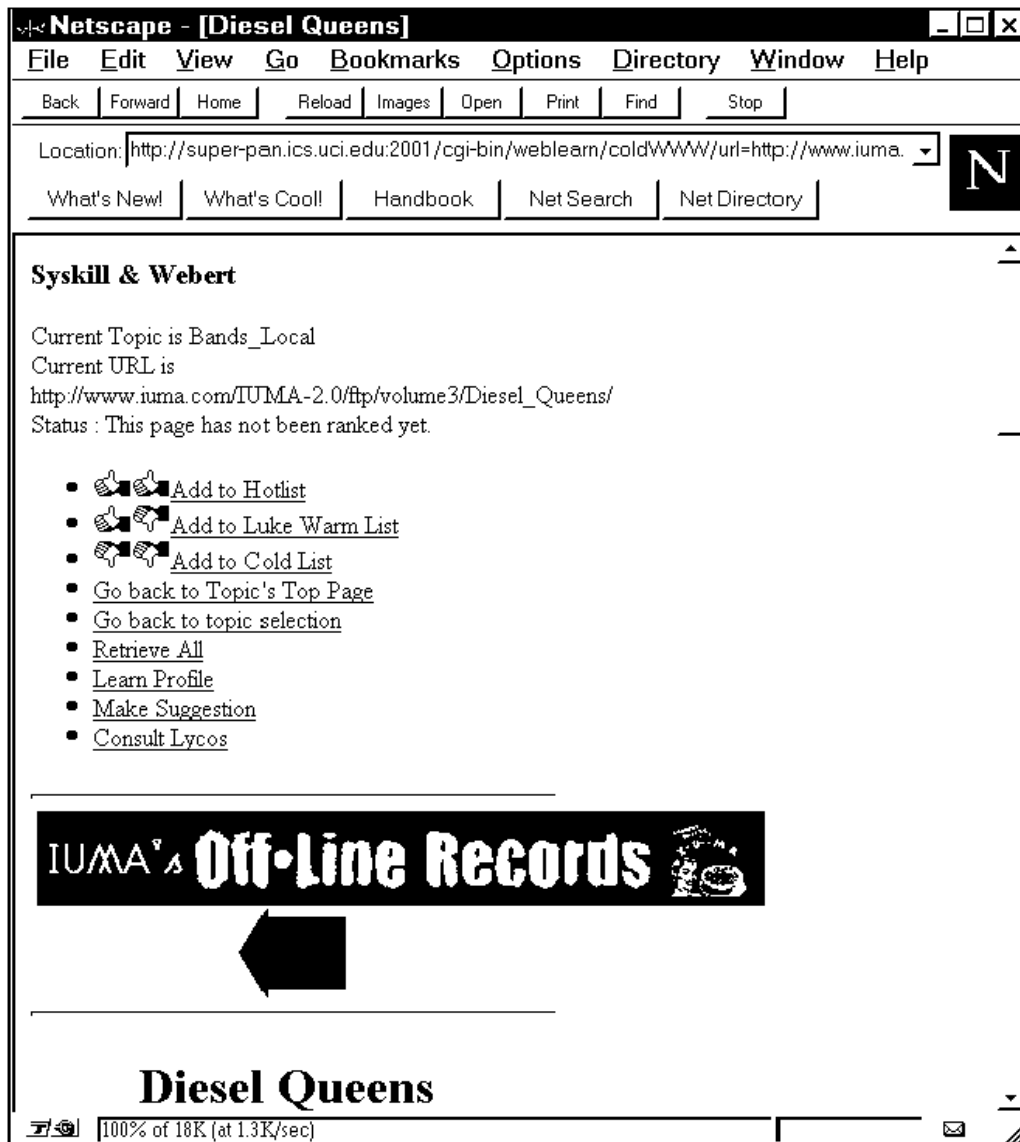 Netscape - [Diesel Queens]
File Edit View Go Bookmarks Options Directory Window Help
Back Forward Home Reload Images Open Print Find Stop
Location: http://super-pan.ics.uci.edu:2001/cgi-bin/weblearn/coldWWW/url=http://www.iuma.
N
What's New! What's Cool! Handbook Net Search Net Directory
Syskill & Webert
Current Topic is Bands_Local
Current URL is
http://www.iuma.com/IUMA-2.0/ftp/volume3/Diesel_Queens/
Status : This page has not been ranked yet.
Add to Hotlist
Add to Luke Warm List
Add to Cold List
Go back to Topic's Top Page
Go back to topic selection
Retrieve All
Learn Profile
Make Suggestion
Consult Lycos
IUMA's Off•Line Records
Diesel Queens
100% of 18K (at 1.3K/sec)